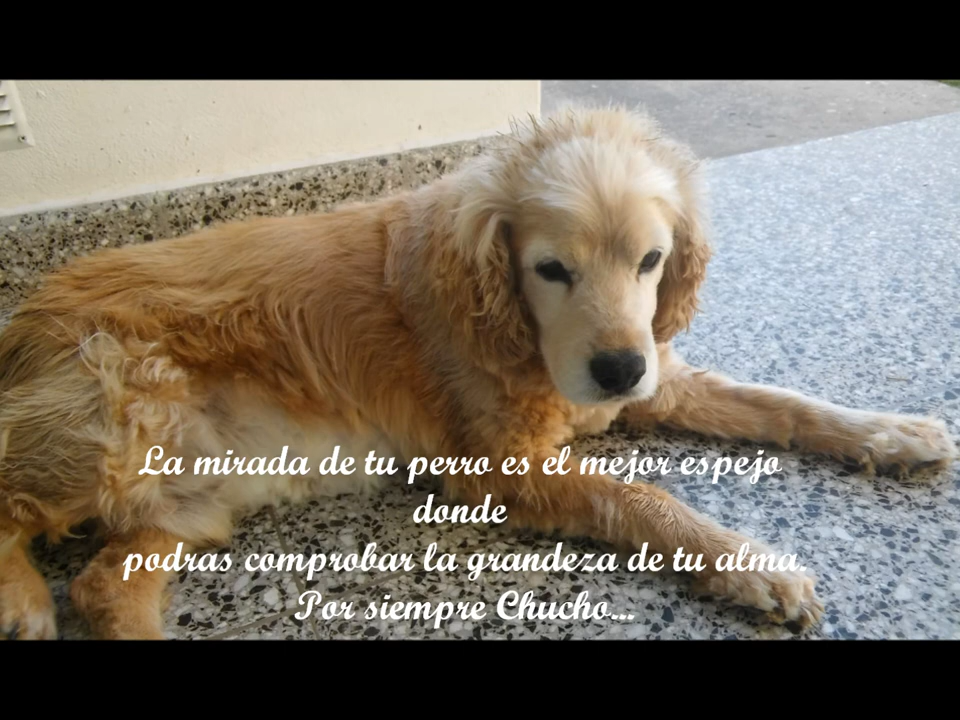 La mirada de tu perro es el mejor espejo
donde
podras comprobar la grandeza de tu alma.
Por siempre Chucho...